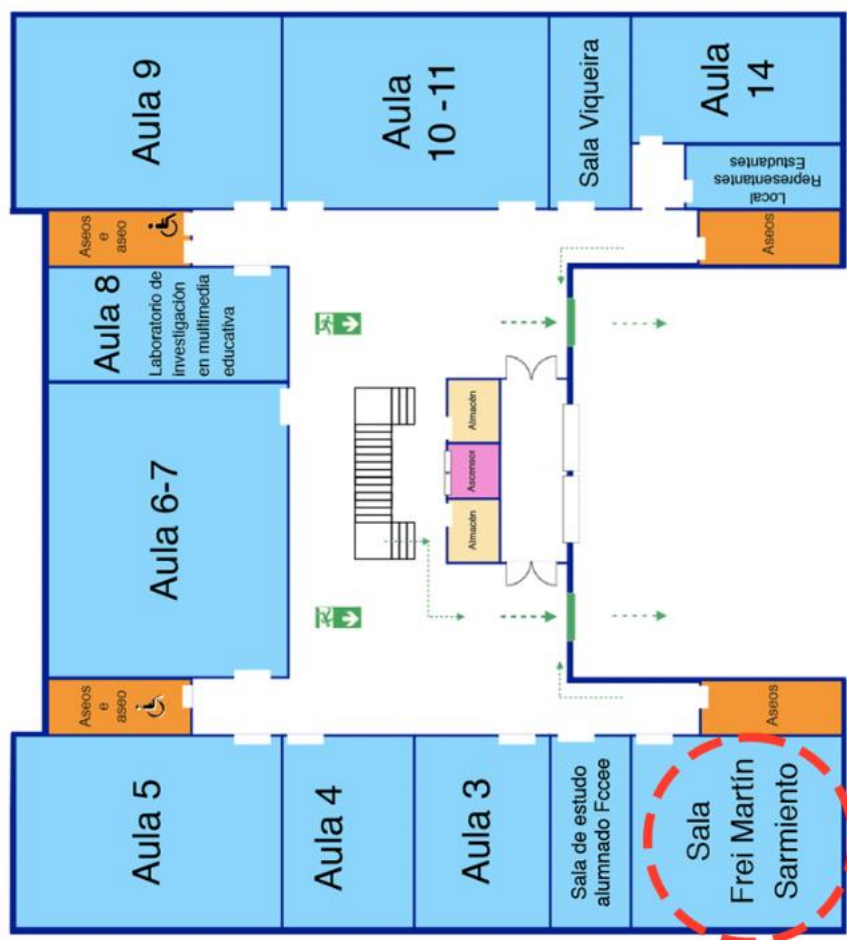 Aula 9
Aula
10 -11
Sala Viqueira
Aula
14
Local
Representantes
Estudantes
Aseos
e
aseo
Aseos
Aula 8
Laboratorio de
investigación
en multimedia
educativa
Almacén
Ascensor
Almacén
Aula 6-7
Aseos
e
aseo
Aseos
Aula 5
Aula 4
Aula 3
Sala de estudo
alumnado Fccee
Sala
Frei Martín
Sarmiento